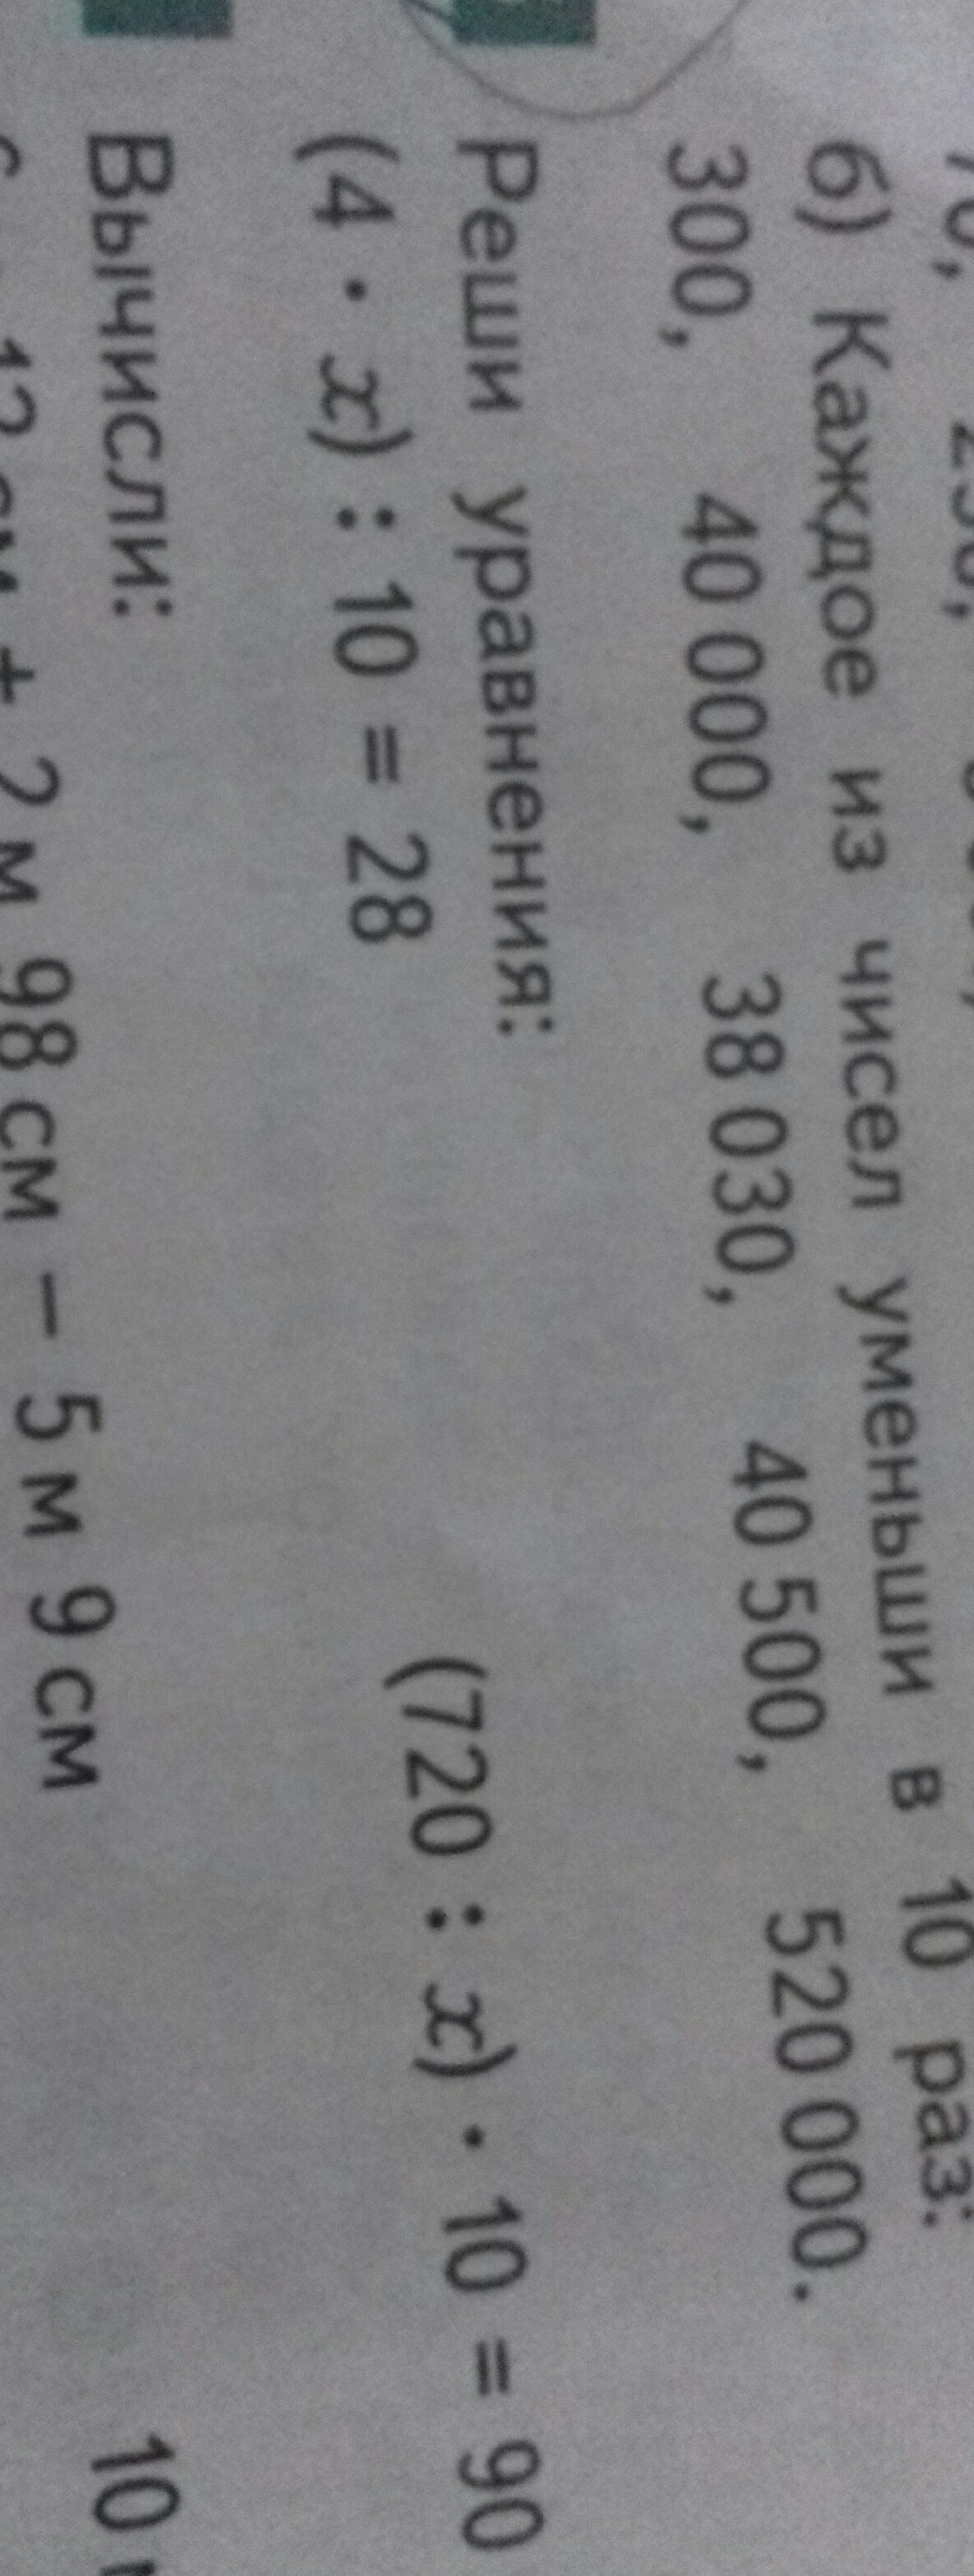 б) Каждое из чисел уменьши в 10 раз:
300, 40 000, 38 030, 40 500, 520 000.
Реши уравнения:
(4 · x) : 10 = 28 (720 : x) · 10 = 90
Вычисли: 10
+ 2 м 98 см − 5 м 9 см